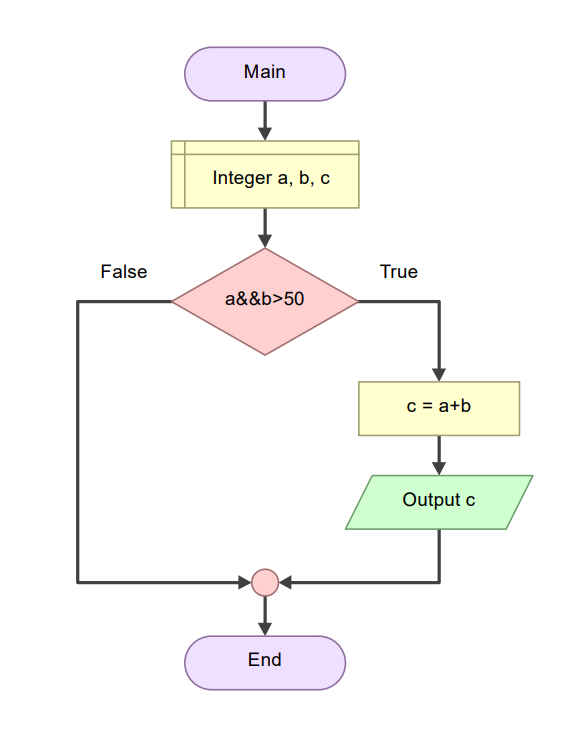 Main
Integer a, b, c
False
True
a&&b>50
c = a+b
Output c
End